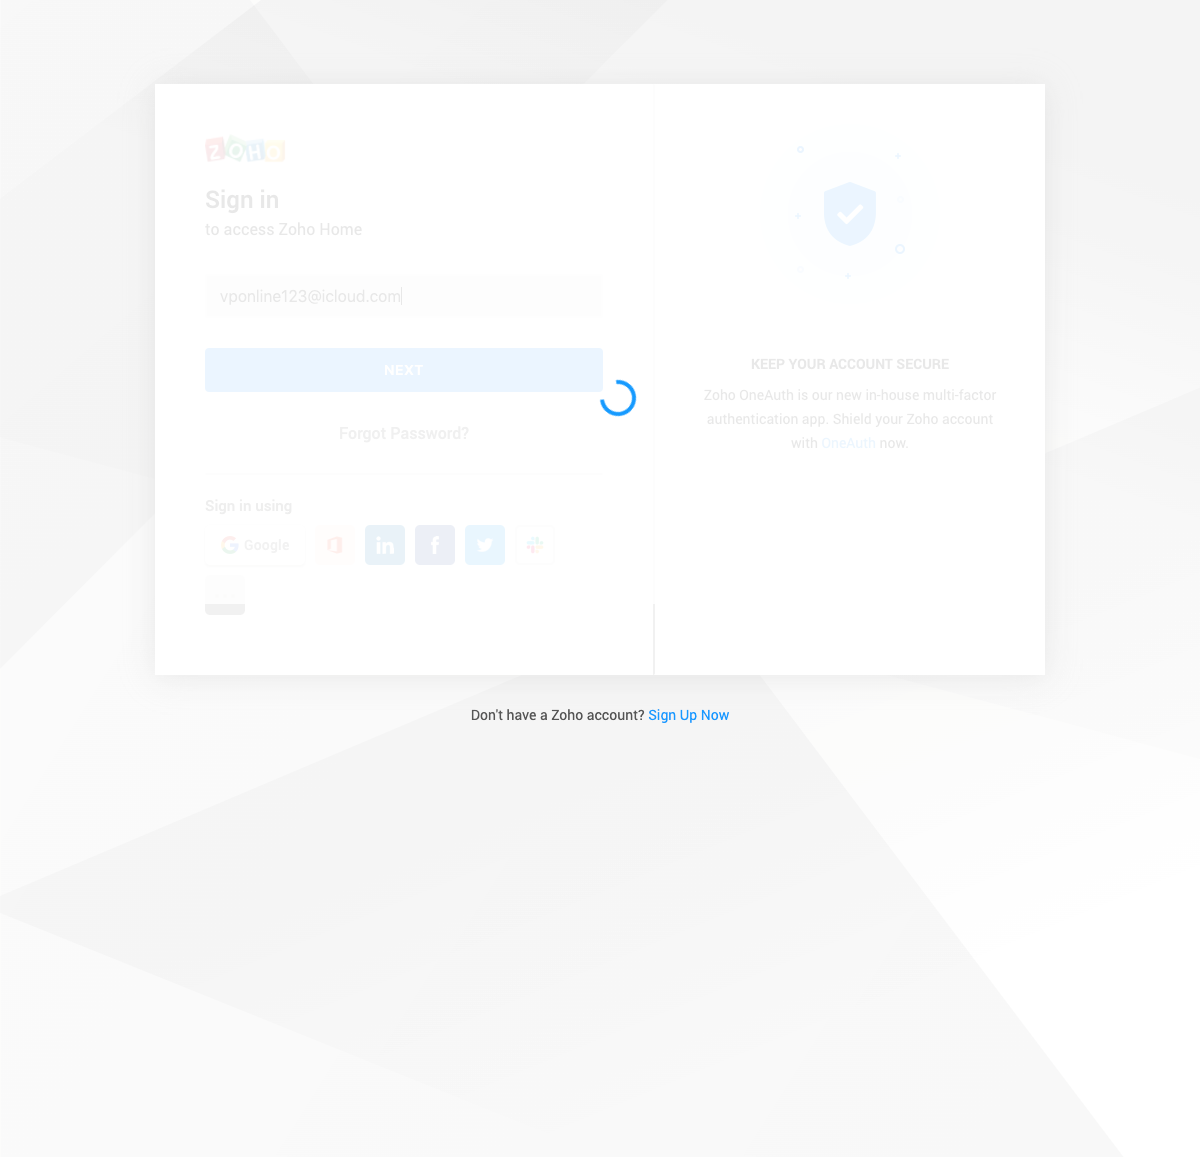 ZOHO
Sign in
to access Zoho Home
vponline123@icloud.com
NEXT
Forgot Password?
Sign in using
Google
in
f
KEEP YOUR ACCOUNT SECURE
Zoho OneAuth is our new in-house multi-factor
authentication app. Shield your Zoho account
with OneAuth now.
Don't have a Zoho account? Sign Up Now